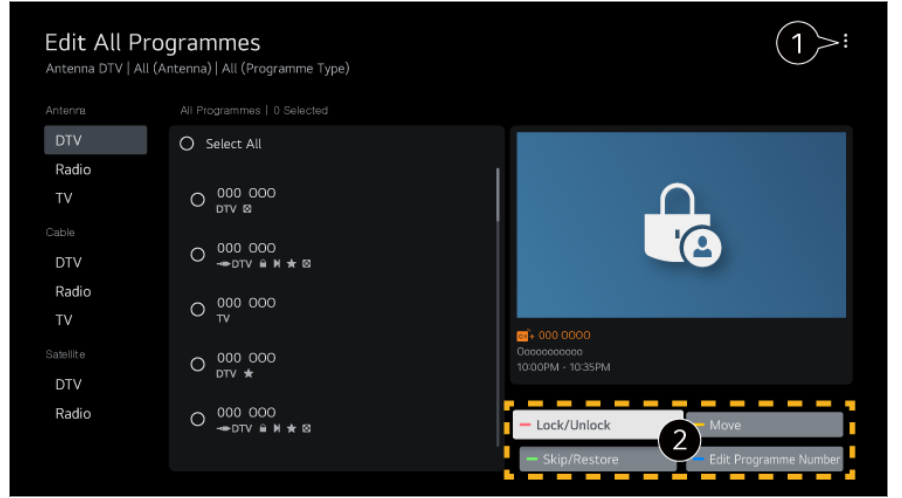 Edit All Programmes
Antenna DTV | All (Antenna) | All (Programme Type)
1
Antenna
DTV
Radio
TV
Cable
DTV
Radio
TV
Satellite
DTV
Radio
All Programmes | 0 Selected
Select All
000 000
DTV
000 000
DTV
000 000
TV
000 000
DTV
000 000
DTV
000 0000
Ooooooooooo
10:00PM - 10:35PM
Lock/Unlock
Move
2
Skip/Restore
Edit Programme Number